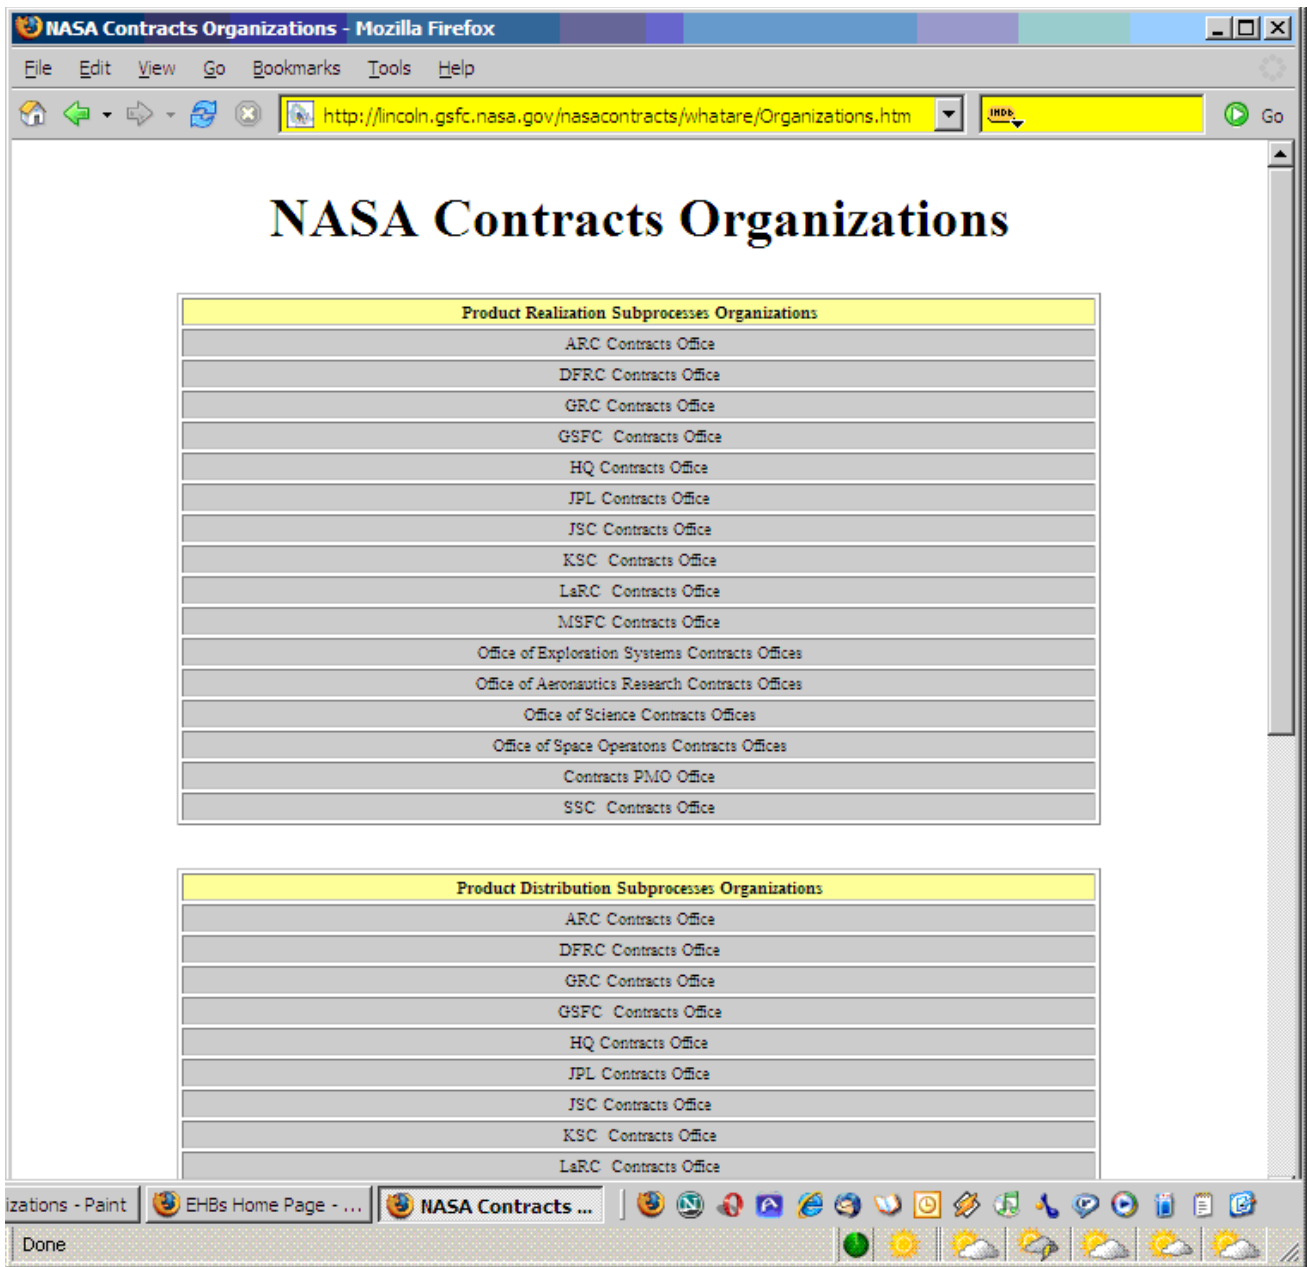 NASA Contracts Organizations - Mozilla Firefox
File Edit View Go Bookmarks Tools Help
http://lincoln.gsfc.nasa.gov/nasacontracts/whatare/Organizations.htm IMDb Go
NASA Contracts Organizations
Product Realization Subprocesses Organizations
ARC Contracts Office
DFRC Contracts Office
GRC Contracts Office
GSFC Contracts Office
HQ Contracts Office
JPL Contracts Office
JSC Contracts Office
KSC Contracts Office
LaRC Contracts Office
MSFC Contracts Office
Office of Exploration Systems Contracts Offices
Office of Aeronautics Research Contracts Offices
Office of Science Contracts Offices
Office of Space Operatons Contracts Offices
Contracts PMO Office
SSC Contracts Office
Product Distribution Subprocesses Organizations
ARC Contracts Office
DFRC Contracts Office
GRC Contracts Office
GSFC Contracts Office
HQ Contracts Office
JPL Contracts Office
JSC Contracts Office
KSC Contracts Office
LaRC Contracts Office
izations - Paint EHBs Home Page - ... NASA Contracts ...
Done